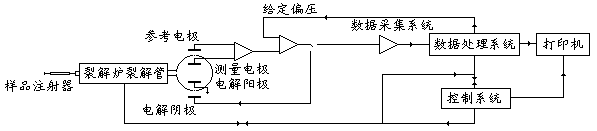 给定偏压
参考电极
数据采集系统
数据处理系统
打印机
裂解炉裂解管
测量电极
电解阳极
样品注射器
电解阴极
控制系统